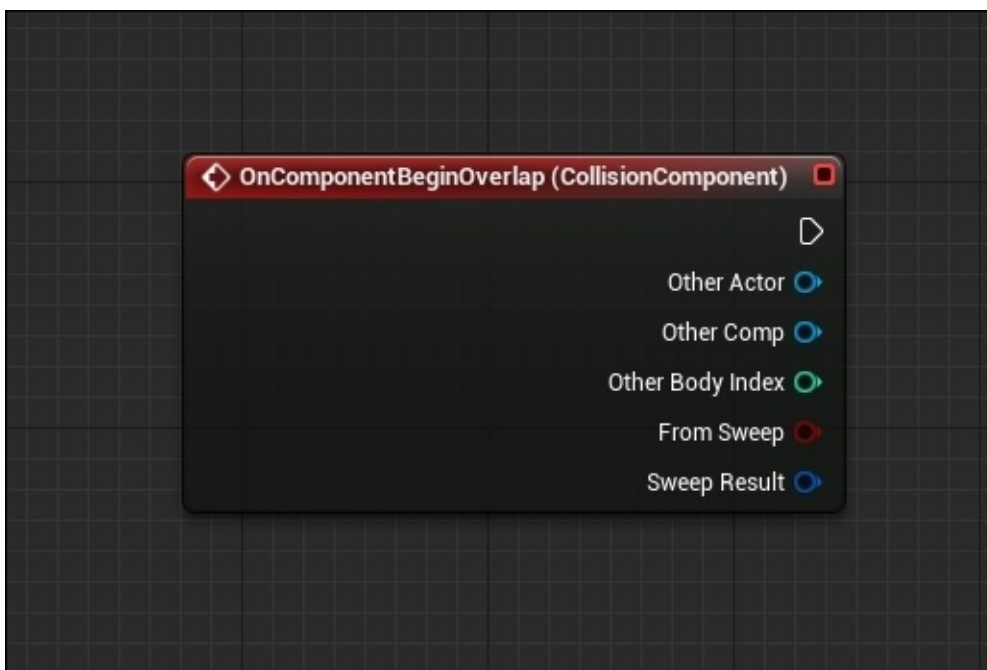 OnComponentBeginOverlap (CollisionComponent)
Other Actor
Other Comp
Other Body Index
From Sweep
Sweep Result